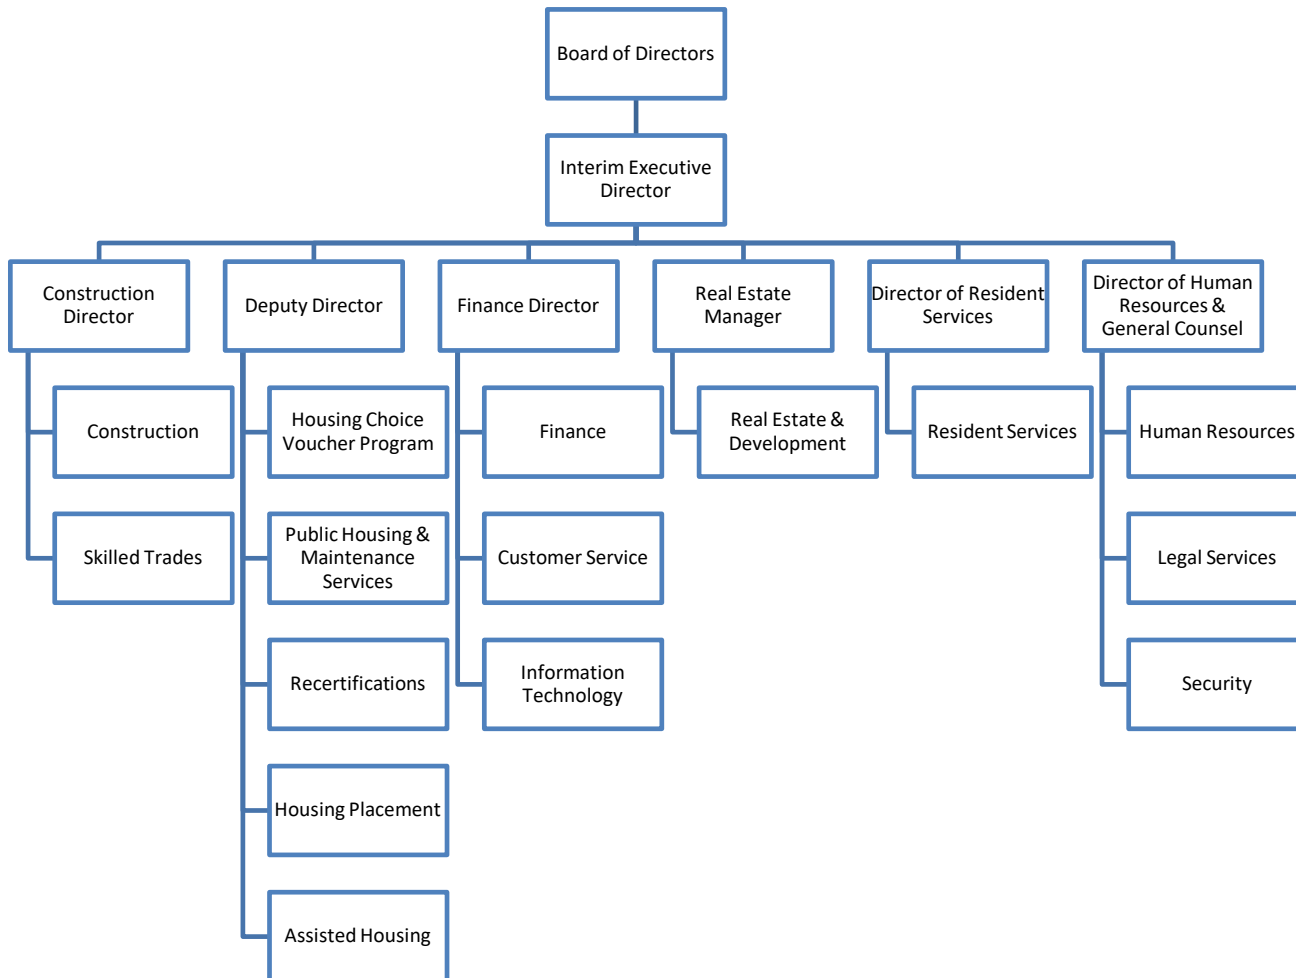 Board of Directors
Interim Executive
Director
Construction
Director
Deputy Director
Finance Director
Real Estate
Manager
Director of Resident
Services
Director of Human
Resources &
General Counsel
Construction
Housing Choice
Voucher Program
Finance
Real Estate &
Development
Resident Services
Human Resources
Skilled Trades
Public Housing &
Maintenance
Services
Customer Service
Legal Services
Recertifications
Information
Technology
Security
Housing Placement
Assisted Housing